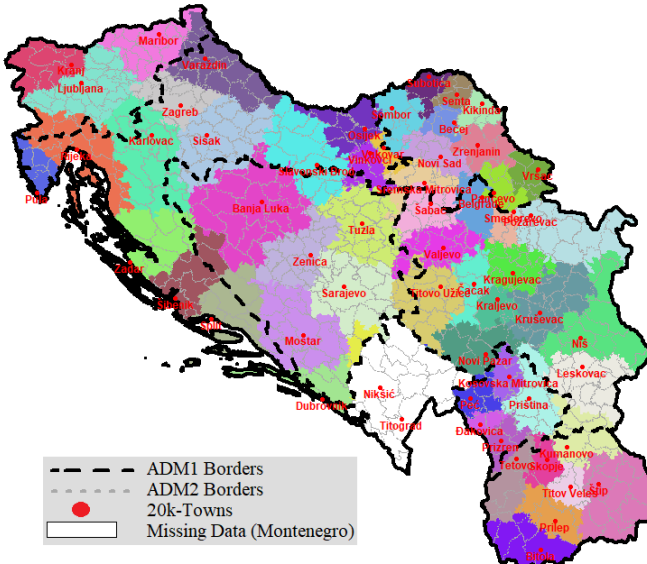 Maribor
Kranj
Varaždin
Ljubljana
Subotica
Senta
Kikinda
Zagreb
Sombor
Bečej
Karlovac
Sisak
Osijek
Rijeka
Vukovar
Zrenjanin
Vinkovci
Novi Sad
Slavonski Brod
Vršac
Pula
Sremska Mitrovica
Pančevo
Banja Luka
Šabac
Belgrade
Smederevo
Požarevac
Tuzla
Valjevo
Zenica
Zadar
Kragujevac
Sarajevo
Titovo Užice
Čačak
Šibenik
Kraljevo
Kruševac
Split
Mostar
Niš
Novi Pazar
Leskovac
Kosovska Mitrovica
Nikšić
Dubrovnik
Peć
Priština
Titograd
Đakovica
Prizren
Kumanovo
Tetovo
Skopje
Titov Veles
Štip
Prilep
Bitola
ADM1 Borders
ADM2 Borders
20k-Towns
Missing Data (Montenegro)